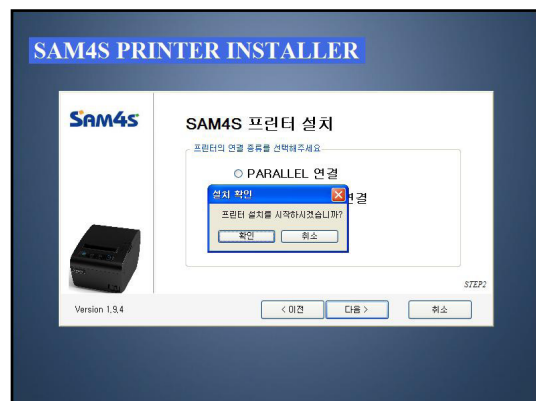 SAM4S PRINTER INSTALLER
SAM4S
SAM4S 프린터 설치
프린터의 연결 종류를 선택해주세요
PARALLEL 연결
설치 확인
연결
프린터 설치를 시작하시겠습니까?
확인
취소
STEP2
Version 1.9.4
< 이전
다음 >
취소